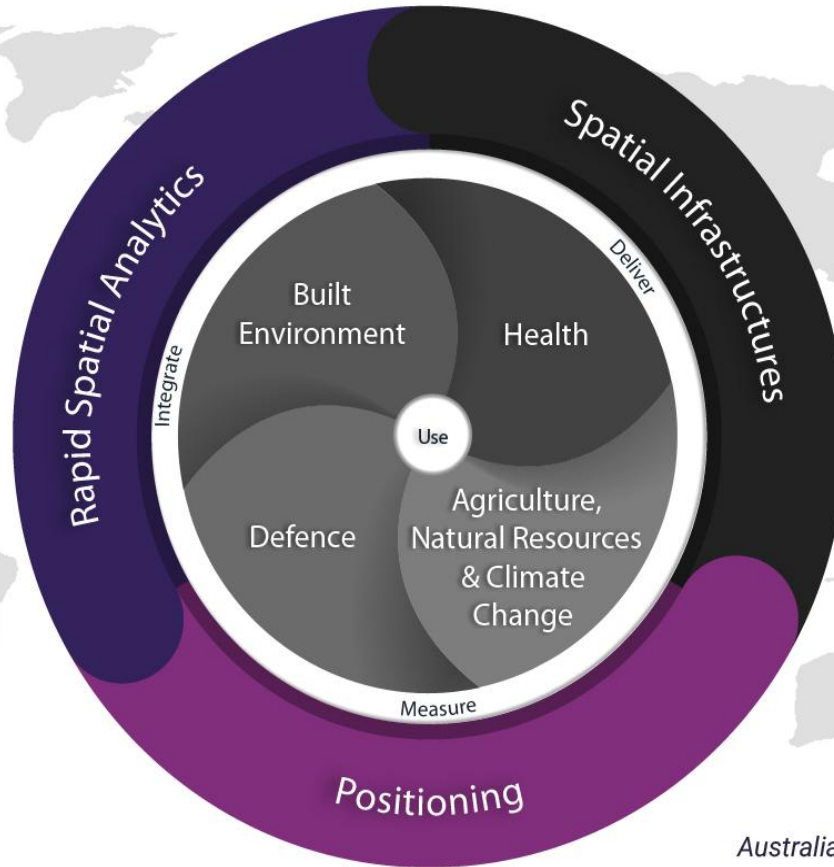 Rapid Spatial Analytics
Spatial Infrastructures
Integrate
Deliver
Built
Environment
Health
Use
Defence
Agriculture,
Natural Resources
& Climate
Change
Measure
Positioning
Australia